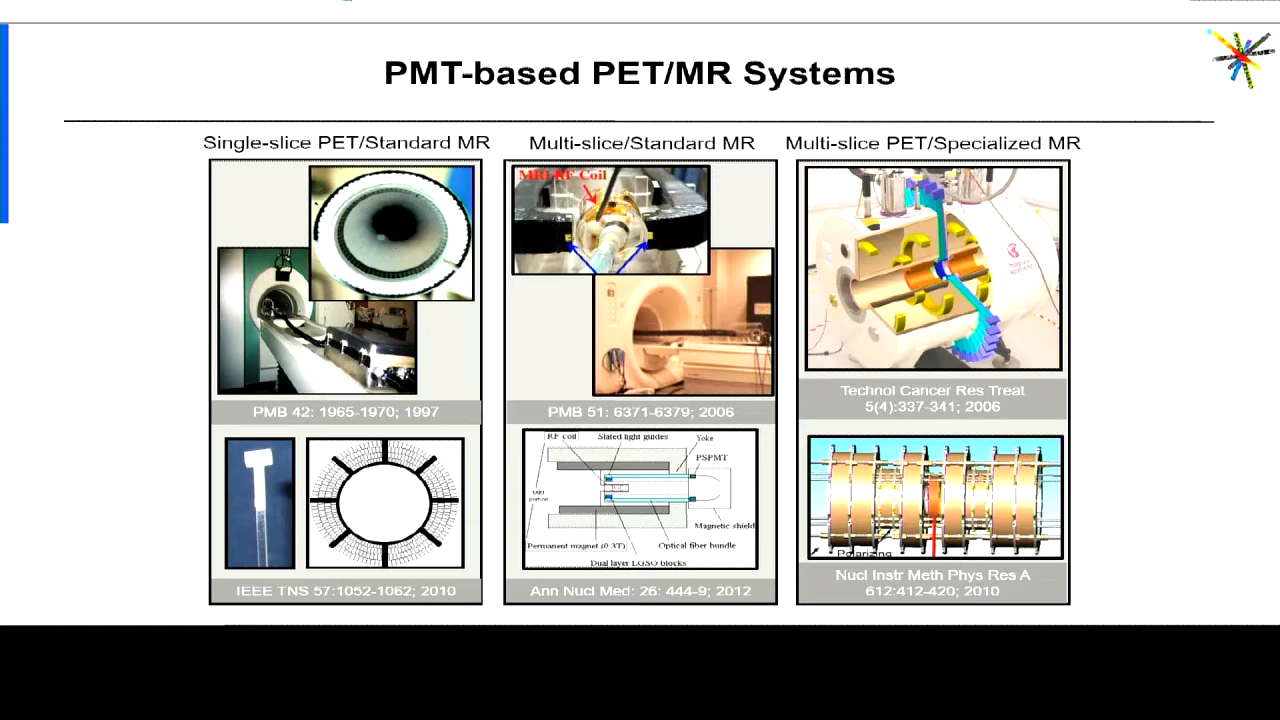 PMT-based PET/MR Systems
Single-slice PET/Standard MR
Multi-slice/Standard MR
Multi-slice PET/Specialized MR
MRI RF Coil
PMB 42: 1965-1970; 1997
PMB 51: 6371-6379; 2006
Technol Cancer Res Treat
5(4):337-341; 2006
RF coil
Slated light guides
Yoke
PSPMT
Magnetic shield
Permanent magnet (0.3T)
Optical fiber bundle
Dual layer LGSO blocks
Polarizing
IEEE TNS 57:1052-1062; 2010
Ann Nucl Med: 26: 444-9; 2012
Nucl Instr Meth Phys Res A
612:412-420; 2010